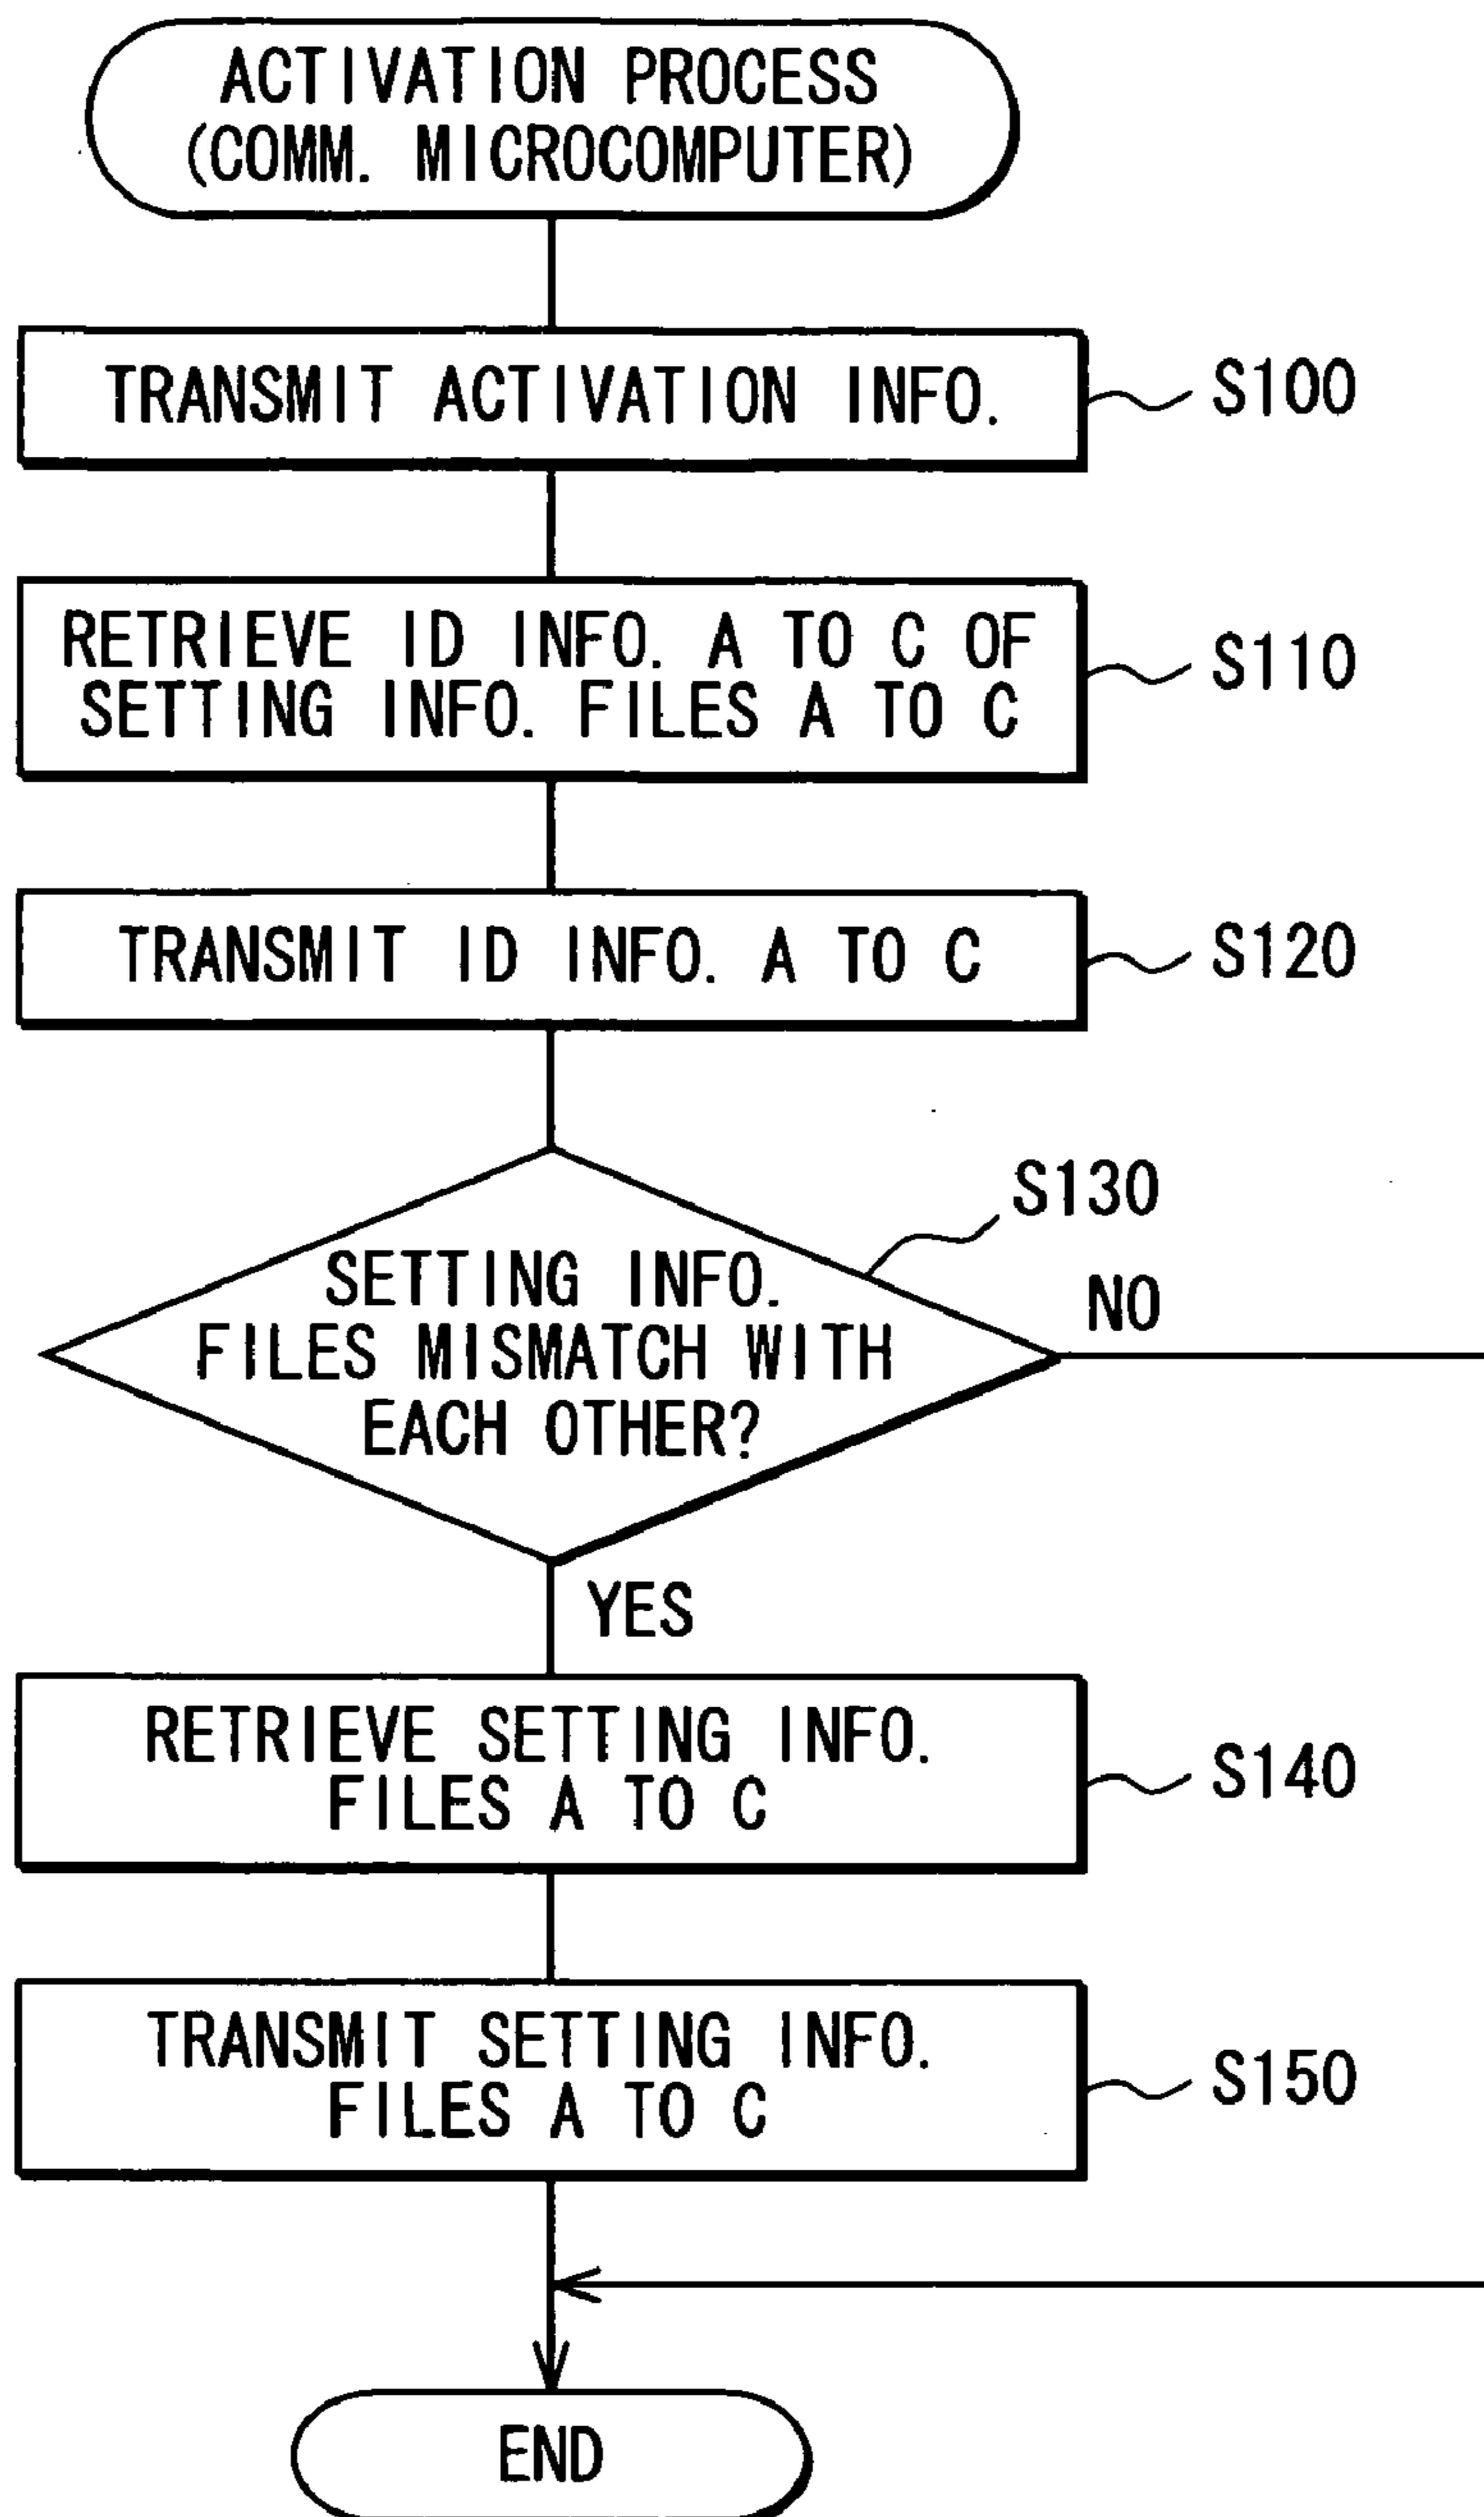 ACTIVATION PROCESS
(COMM. MICROCOMPUTER)
TRANSMIT ACTIVATION INFO.
S100
RETRIEVE ID INFO. A TO C OF
SETTING INFO. FILES A TO C
S110
TRANSMIT ID INFO. A TO C
S120
S130
SETTING INFO.
FILES MISMATCH WITH
EACH OTHER?
NO
YES
RETRIEVE SETTING INFO.
FILES A TO C
S140
TRANSMIT SETTING INFO.
FILES A TO C
S150
END